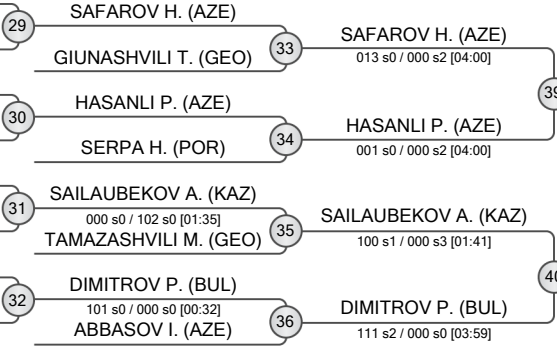 29
SAFAROV H. (AZE)
GIUNASHVILI T. (GEO)
33
SAFAROV H. (AZE)
013 s0 / 000 s2 [04:00]
39
30
HASANLI P. (AZE)
SERPA H. (POR)
34
HASANLI P. (AZE)
001 s0 / 000 s2 [04:00]
31
SAILAUBEKOV A. (KAZ)
000 s0 / 102 s0 [01:35]
TAMAZASHVILI M. (GEO)
35
SAILAUBEKOV A. (KAZ)
100 s1 / 000 s3 [01:41]
40
32
DIMITROV P. (BUL)
101 s0 / 000 s0 [00:32]
ABBASOV I. (AZE)
36
DIMITROV P. (BUL)
111 s2 / 000 s0 [03:59]